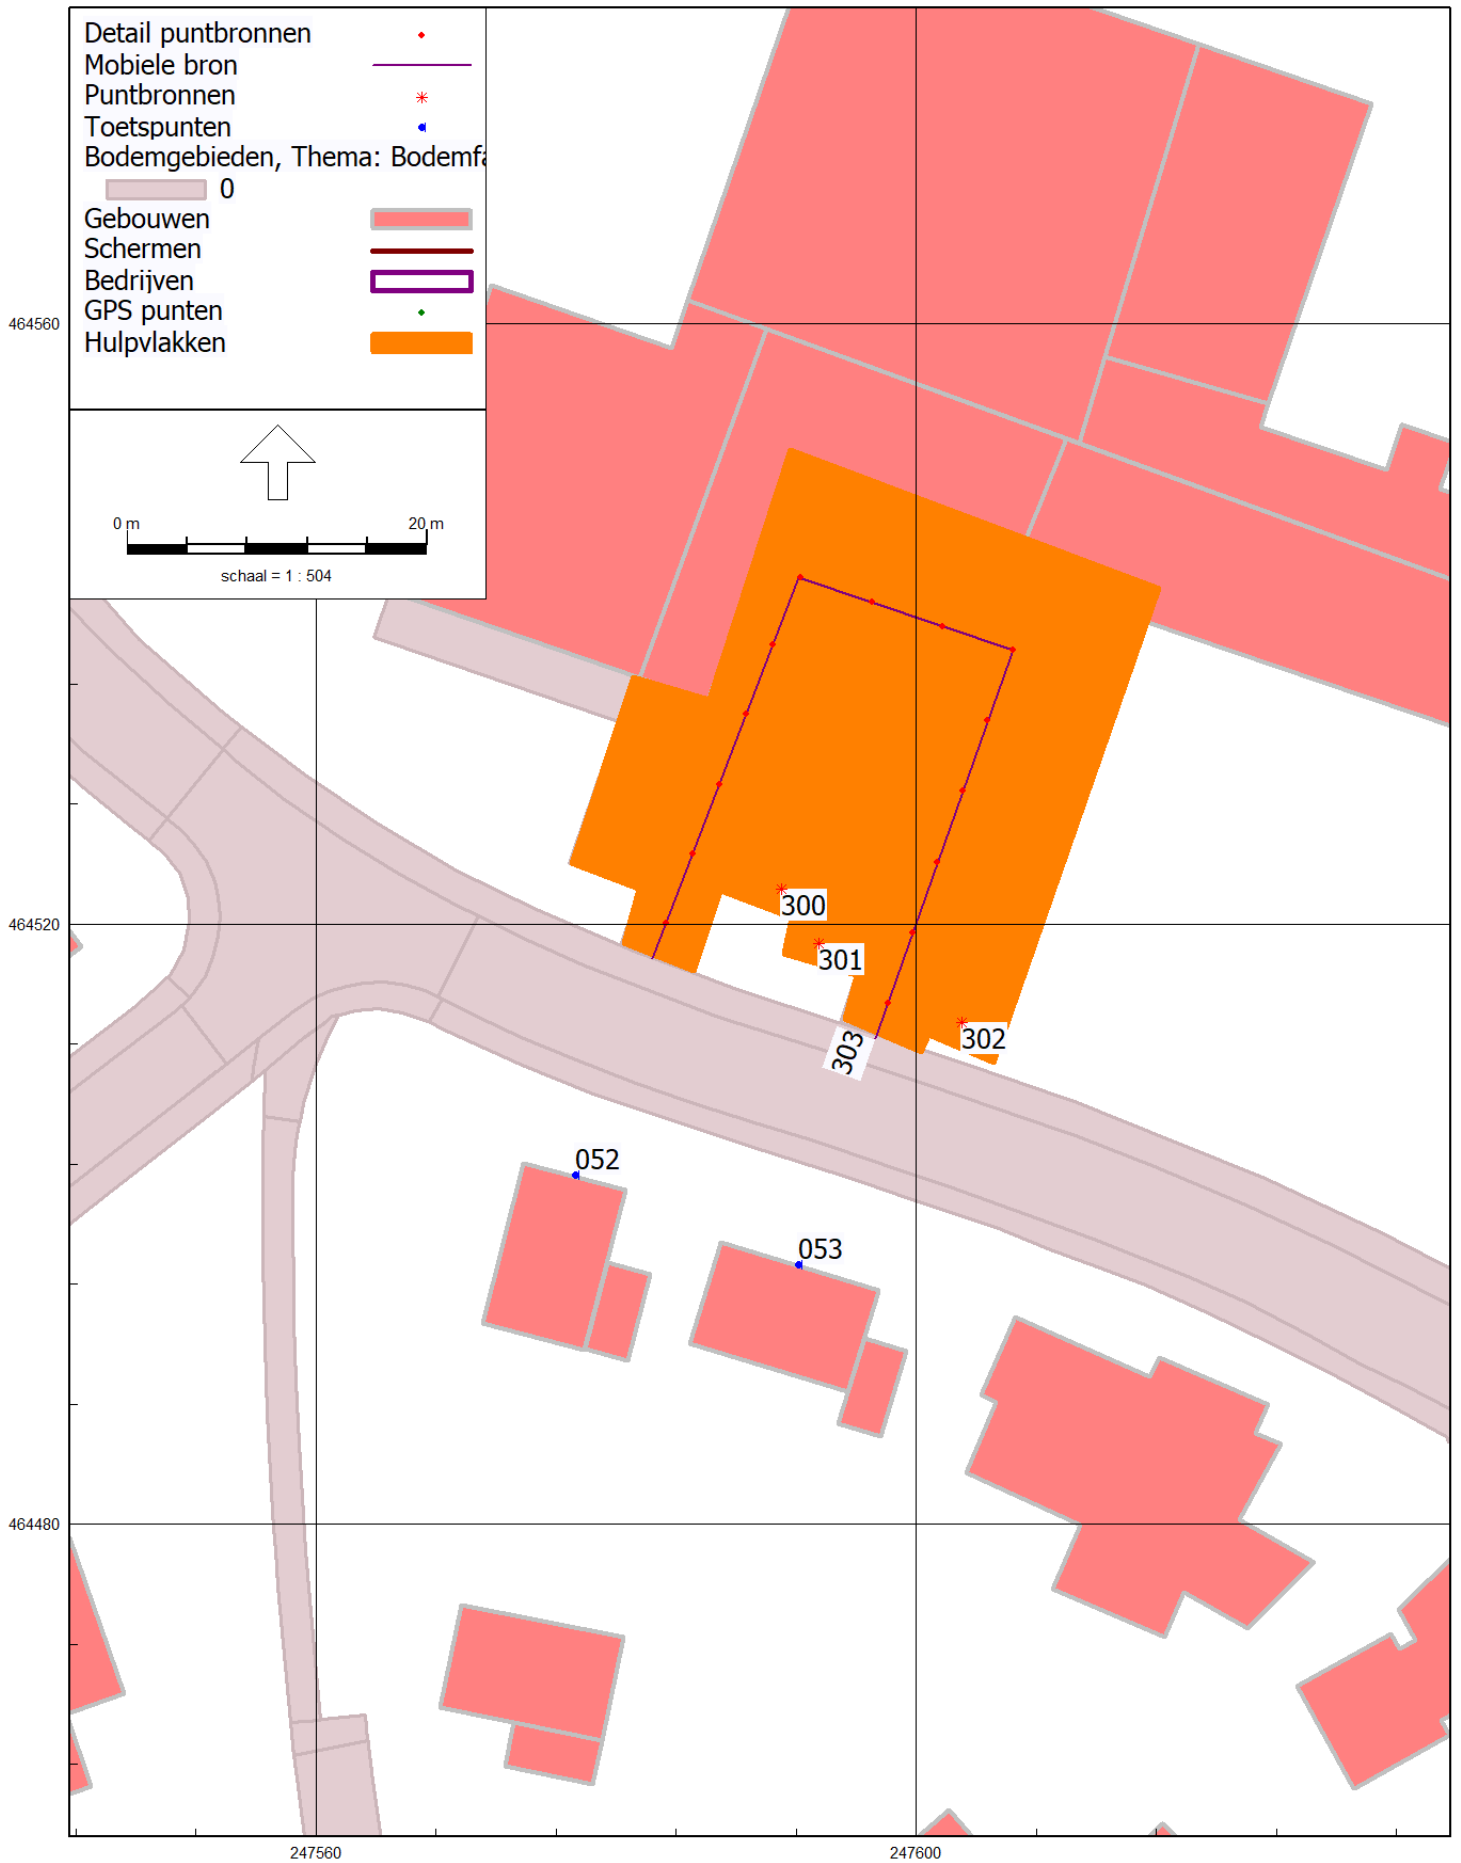 Detail puntbronnen
Mobiele bron
Puntbronnen
Toetspunten
Bodemgebieden, Thema: Bodemfa
0
Gebouwen
Schermen
Bedrijven
GPS punten
Hulpvlakken
464560
0 m 20 m
schaal = 1 : 504
300
464520
301
302
303
052
053
464480
247560 247600